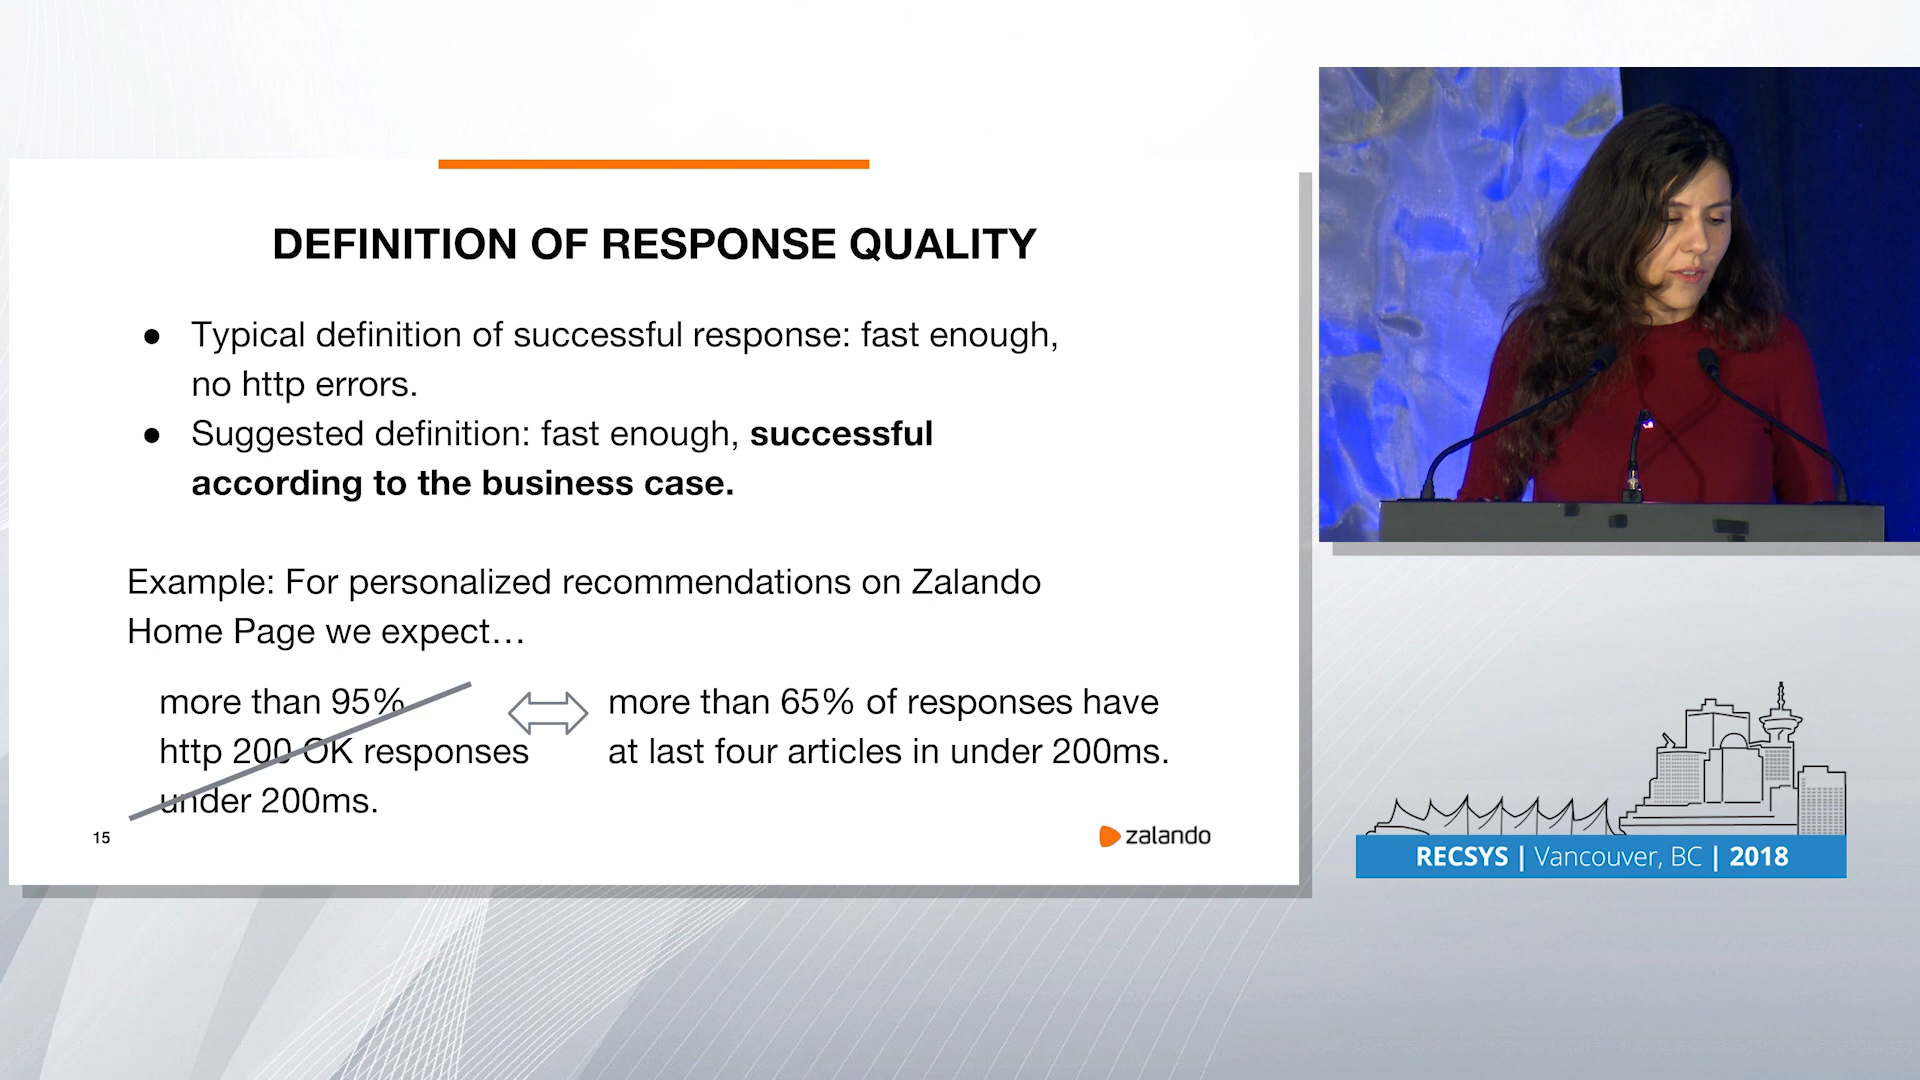 DEFINITION OF RESPONSE QUALITY
● Typical definition of successful response: fast enough,
no http errors.
● Suggested definition: fast enough, successful
according to the business case.
Example: For personalized recommendations on Zalando
Home Page we expect…
more than 95%
http 200 OK responses
under 200ms.
more than 65% of responses have
at last four articles in under 200ms.
15
zalando
RECSYS | Vancouver, BC | 2018